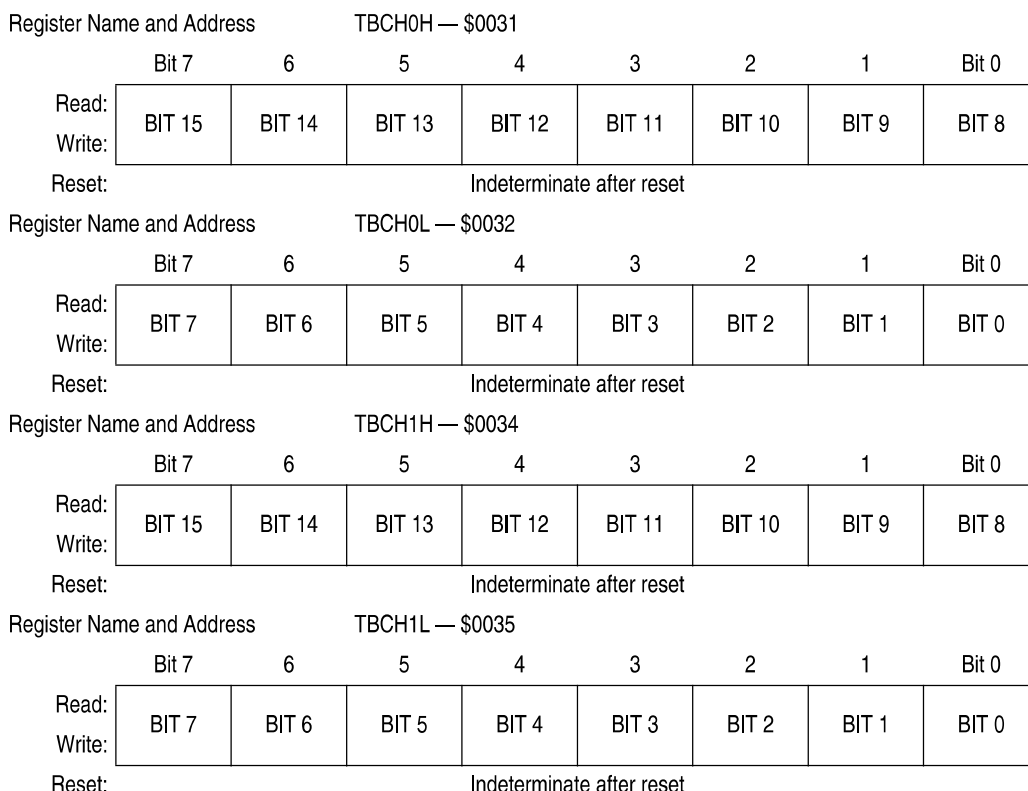 Register Name and Address TBCH0H — $0031
Bit 7 6 5 4 3 2 1 Bit 0
Read:
BIT 15 BIT 14 BIT 13 BIT 12 BIT 11 BIT 10 BIT 9 BIT 8
Write:
Reset: Indeterminate after reset
Register Name and Address TBCH0L — $0032
Bit 7 6 5 4 3 2 1 Bit 0
Read:
BIT 7 BIT 6 BIT 5 BIT 4 BIT 3 BIT 2 BIT 1 BIT 0
Write:
Reset: Indeterminate after reset
Register Name and Address TBCH1H — $0034
Bit 7 6 5 4 3 2 1 Bit 0
Read:
BIT 15 BIT 14 BIT 13 BIT 12 BIT 11 BIT 10 BIT 9 BIT 8
Write:
Reset: Indeterminate after reset
Register Name and Address TBCH1L — $0035
Bit 7 6 5 4 3 2 1 Bit 0
Read:
BIT 7 BIT 6 BIT 5 BIT 4 BIT 3 BIT 2 BIT 1 BIT 0
Write:
Reset: Indeterminate after reset